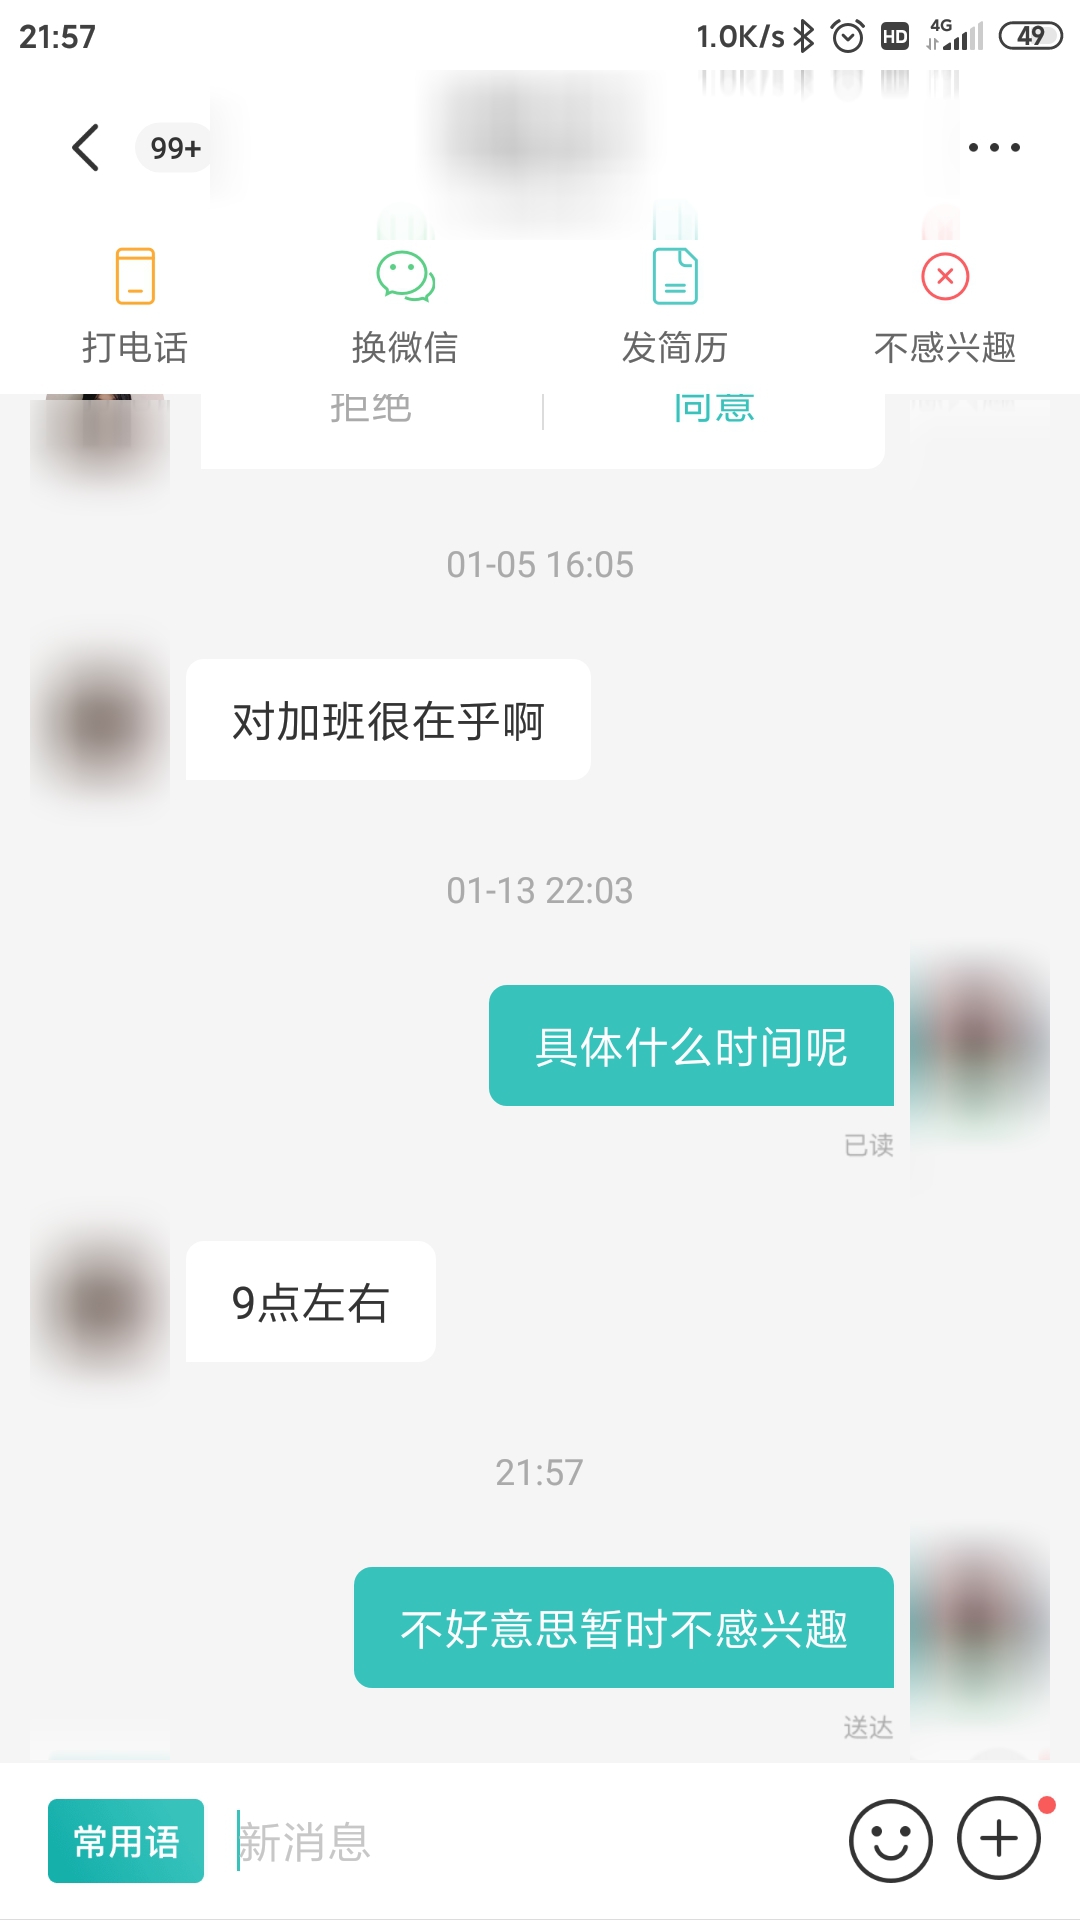 21:57 1.0K/s HD 4G 49
99+
打电话 换微信 发简历 不感兴趣
拒绝 同意
01-05 16:05
对加班很在乎啊
01-13 22:03
具体什么时间呢
已读
9点左右
21:57
不好意思暂时不感兴趣
送达
常用语 新消息